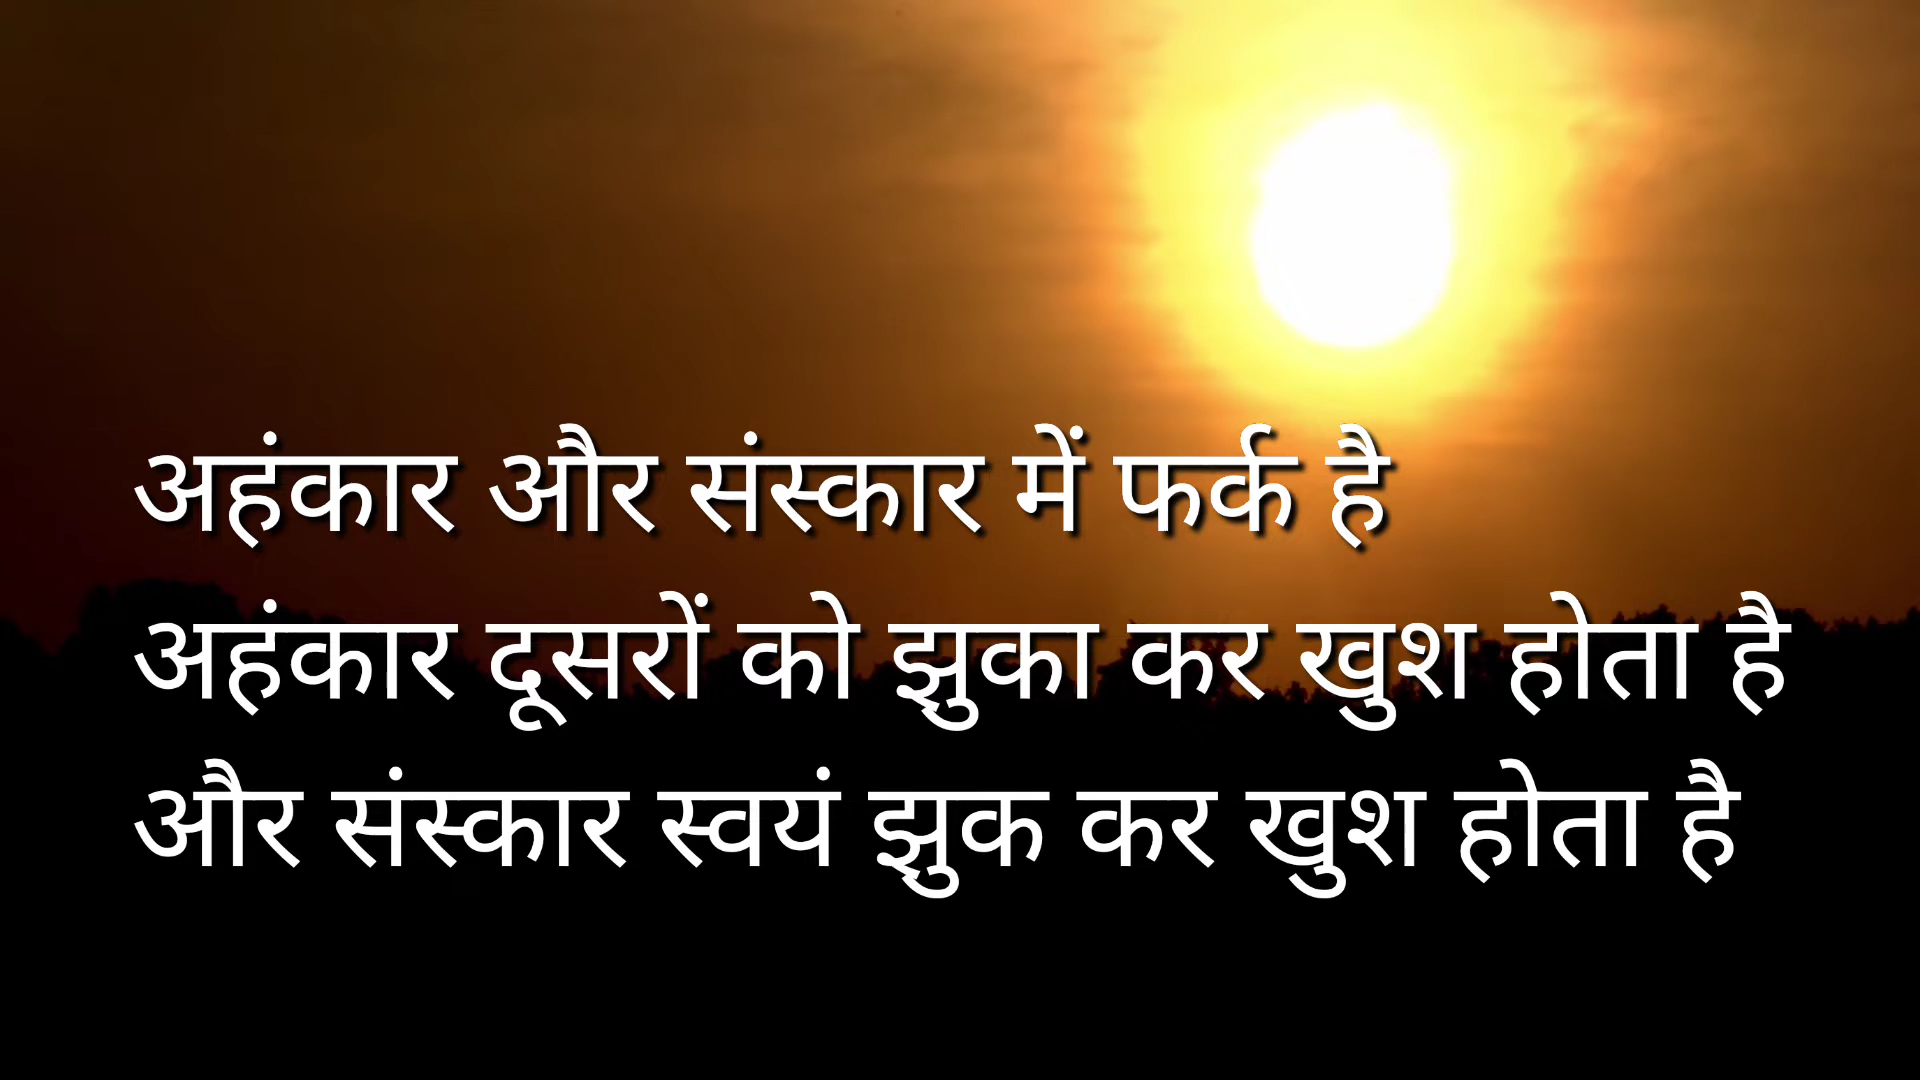 अहंकार और संस्कार में फर्क है
अहंकार दूसरों को झुका कर खुश होता है
और संस्कार स्वयं झुक कर खुश होता है